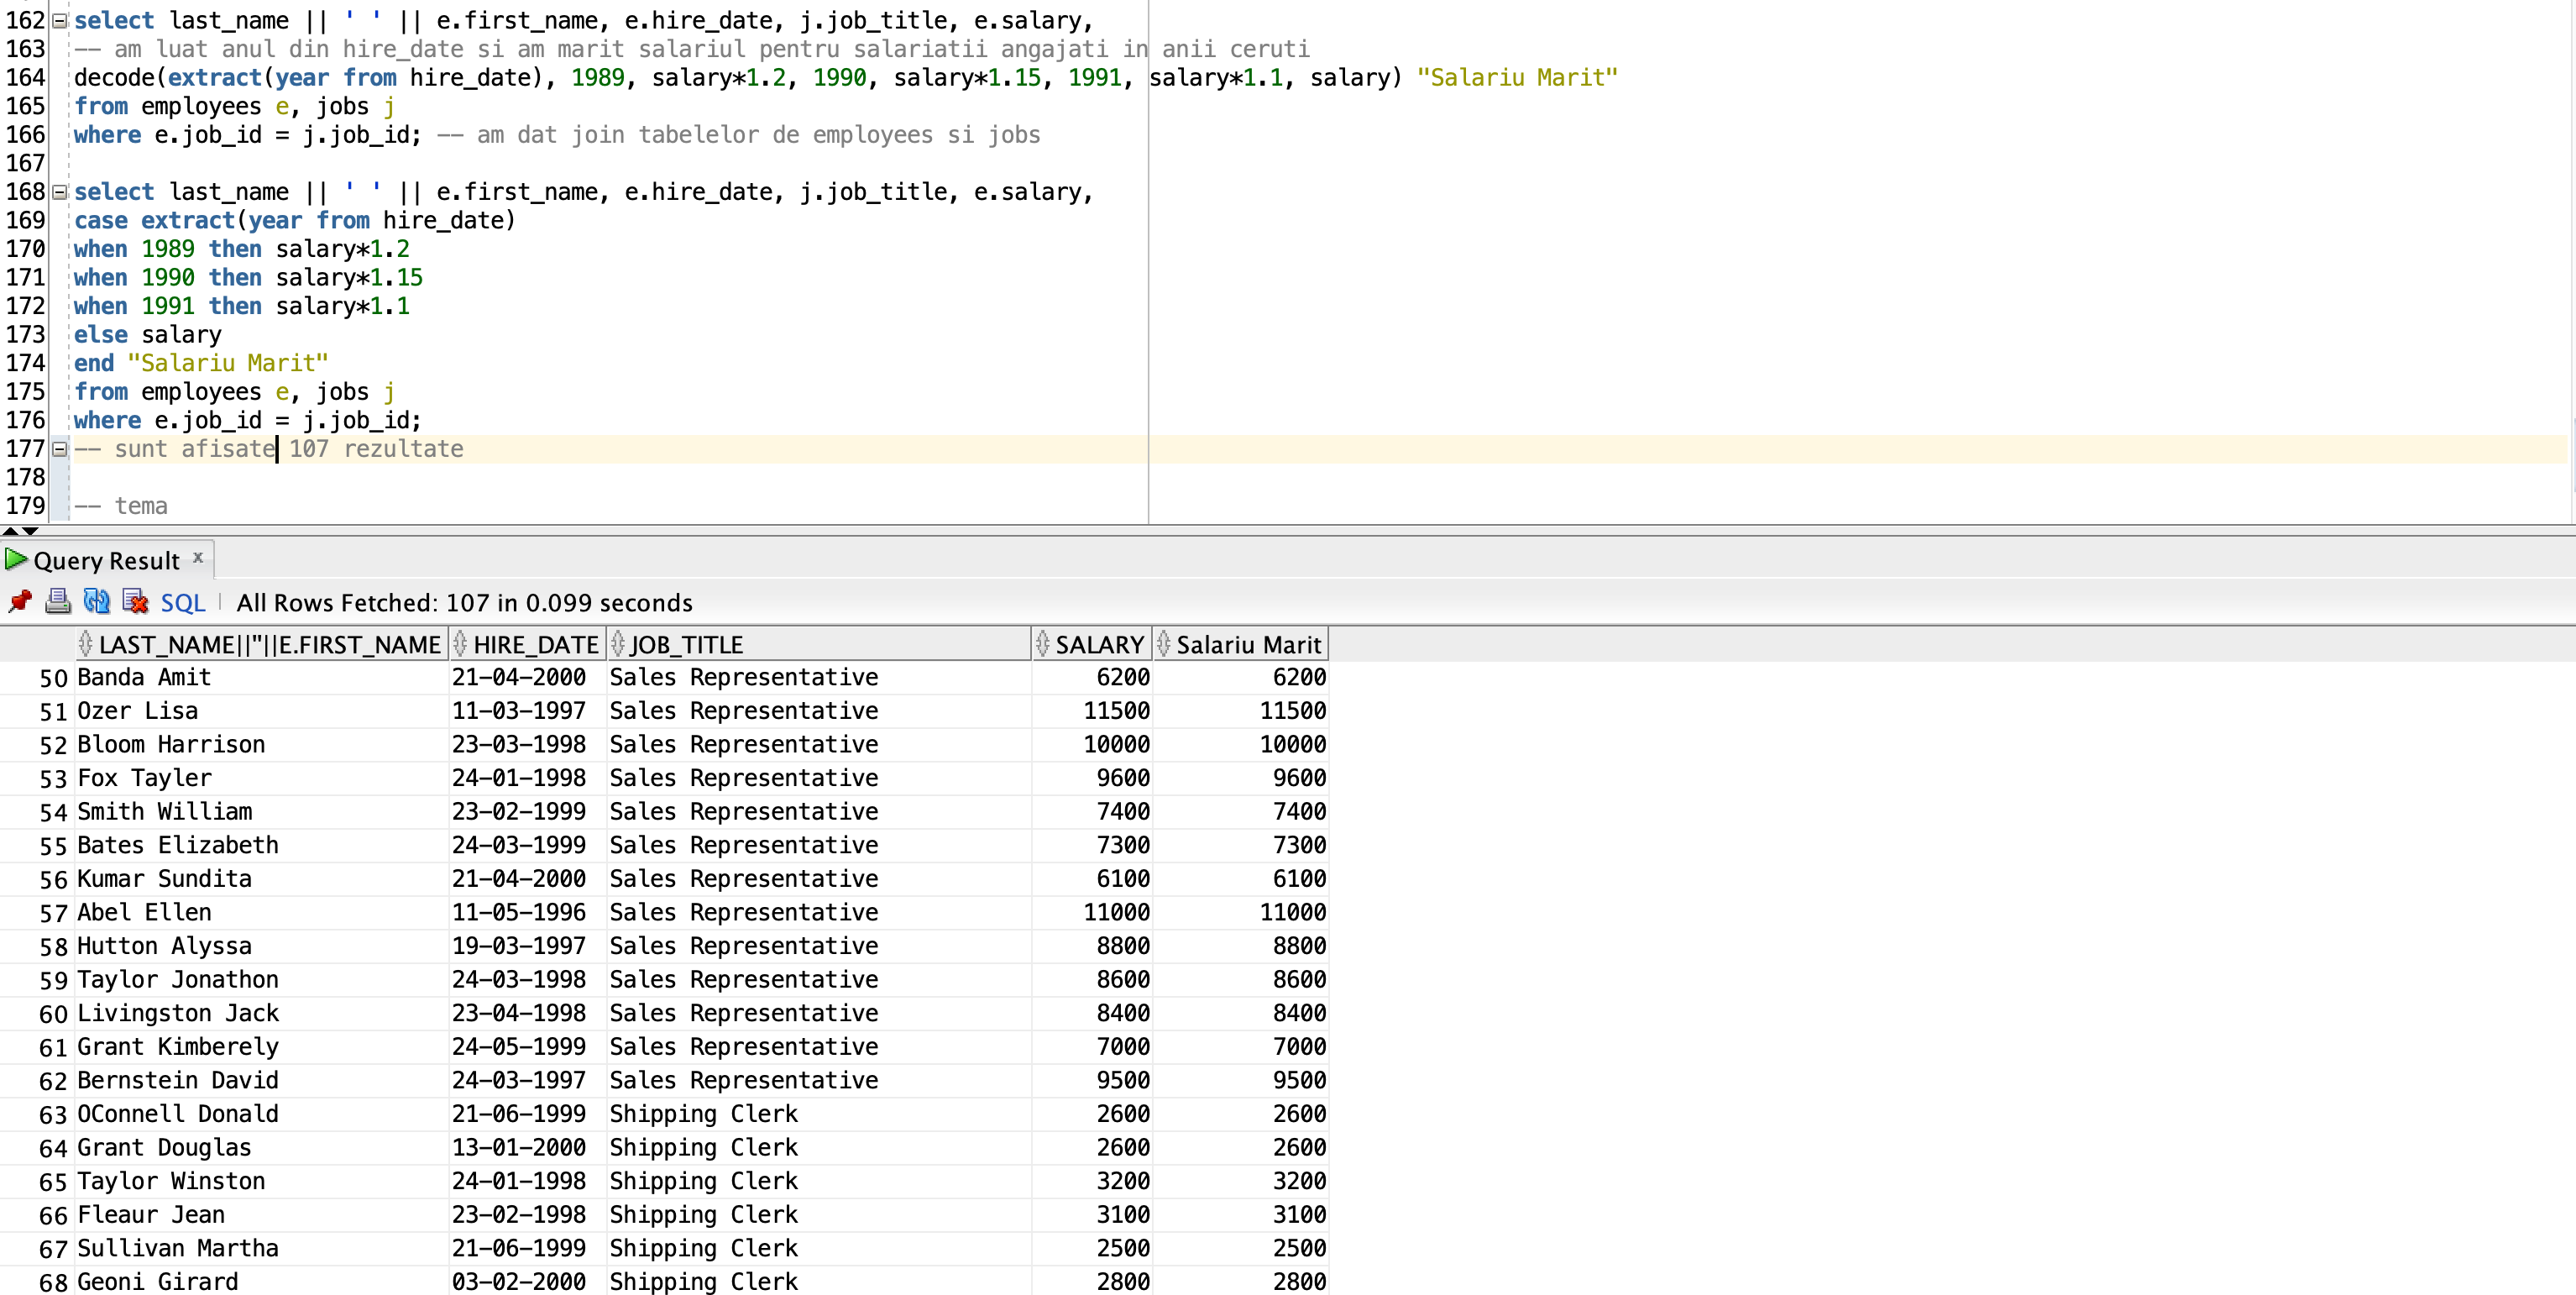 162 select last_name || ' ' || e.first_name, e.hire_date, j.job_title, e.salary,
163 -- am luat anul din hire_date si am marit salariul pentru salariatii angajati in anii ceruti
164 decode(extract(year from hire_date), 1989, salary*1.2, 1990, salary*1.15, 1991, salary*1.1, salary) "Salariu Marit"
165 from employees e, jobs j
166 where e.job_id = j.job_id; -- am dat join tabelelor de employees si jobs
167
168 select last_name || ' ' || e.first_name, e.hire_date, j.job_title, e.salary,
169 case extract(year from hire_date)
170 when 1989 then salary*1.2
171 when 1990 then salary*1.15
172 when 1991 then salary*1.1
173 else salary
174 end "Salariu Marit"
175 from employees e, jobs j
176 where e.job_id = j.job_id;
177 -- sunt afisate 107 rezultate
178
179 -- tema
Query Result x
SQL | All Rows Fetched: 107 in 0.099 seconds
LAST_NAME||''||E.FIRST_NAME HIRE_DATE JOB_TITLE SALARY Salariu Marit
50 Banda Amit 21-04-2000 Sales Representative 6200 6200
51 Ozer Lisa 11-03-1997 Sales Representative 11500 11500
52 Bloom Harrison 23-03-1998 Sales Representative 10000 10000
53 Fox Tayler 24-01-1998 Sales Representative 9600 9600
54 Smith William 23-02-1999 Sales Representative 7400 7400
55 Bates Elizabeth 24-03-1999 Sales Representative 7300 7300
56 Kumar Sundita 21-04-2000 Sales Representative 6100 6100
57 Abel Ellen 11-05-1996 Sales Representative 11000 11000
58 Hutton Alyssa 19-03-1997 Sales Representative 8800 8800
59 Taylor Jonathon 24-03-1998 Sales Representative 8600 8600
60 Livingston Jack 23-04-1998 Sales Representative 8400 8400
61 Grant Kimberely 24-05-1999 Sales Representative 7000 7000
62 Bernstein David 24-03-1997 Sales Representative 9500 9500
63 OConnell Donald 21-06-1999 Shipping Clerk 2600 2600
64 Grant Douglas 13-01-2000 Shipping Clerk 2600 2600
65 Taylor Winston 24-01-1998 Shipping Clerk 3200 3200
66 Fleaur Jean 23-02-1998 Shipping Clerk 3100 3100
67 Sullivan Martha 21-06-1999 Shipping Clerk 2500 2500
68 Geoni Girard 03-02-2000 Shipping Clerk 2800 2800